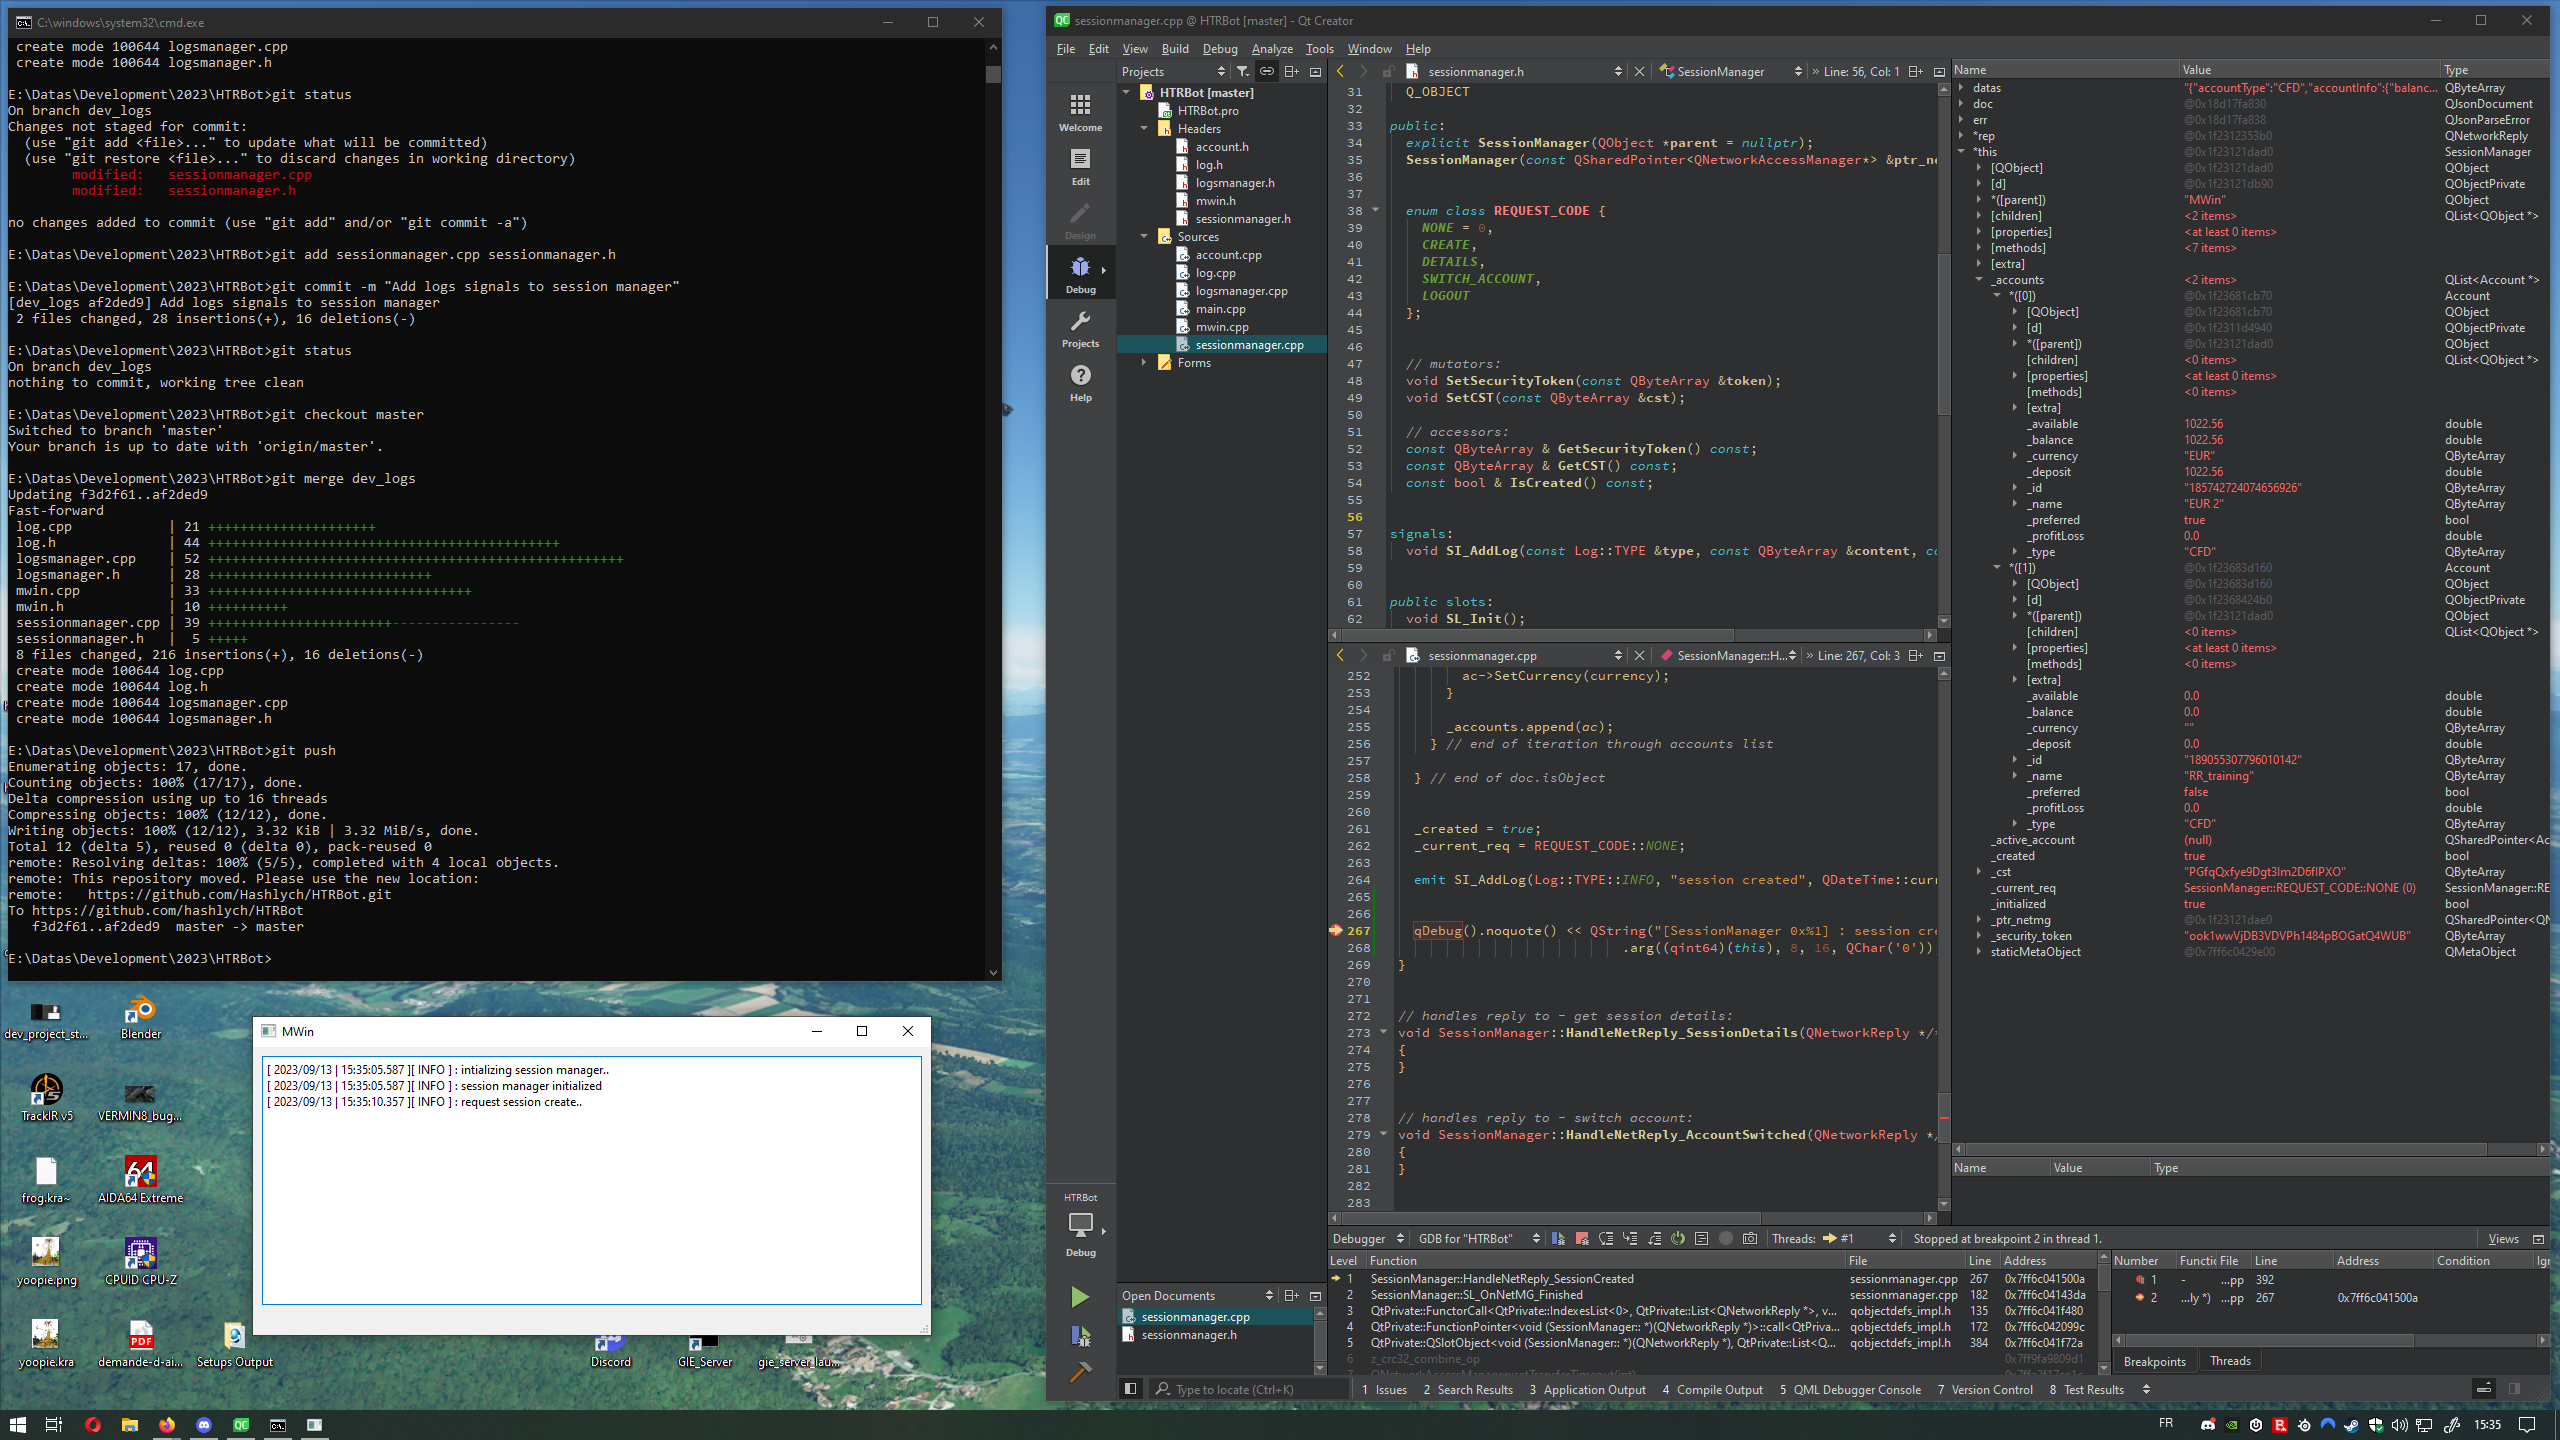 C:\windows\system32\cmd.exe
 create mode 100644 logsmanager.cpp
 create mode 100644 logsmanager.h
E:\Datas\Development\2023\HTRBot>git status
On branch dev_logs
Changes not staged for commit:
  (use "git add <file>..." to update what will be committed)
  (use "git restore <file>..." to discard changes in working directory)
        modified:   sessionmanager.cpp
        modified:   sessionmanager.h
no changes added to commit (use "git add" and/or "git commit -a")
E:\Datas\Development\2023\HTRBot>git add sessionmanager.cpp sessionmanager.h
E:\Datas\Development\2023\HTRBot>git commit -m "Add logs signals to session manager"
[dev_logs af2ded9] Add logs signals to session manager
 2 files changed, 28 insertions(+), 16 deletions(-)
E:\Datas\Development\2023\HTRBot>git status
On branch dev_logs
nothing to commit, working tree clean
E:\Datas\Development\2023\HTRBot>git checkout master
Switched to branch 'master'
Your branch is up to date with 'origin/master'.
E:\Datas\Development\2023\HTRBot>git merge dev_logs
Updating f3d2f61..af2ded9
Fast-forward
 log.cpp            | 21 +++++++++++++++++++++
 log.h              | 44 ++++++++++++++++++++++++++++++++++++++++++++
 logsmanager.cpp    | 52 ++++++++++++++++++++++++++++++++++++++++++++++++++++
 logsmanager.h      | 28 ++++++++++++++++++++++++++++
 mwin.cpp           | 33 +++++++++++++++++++++++++++++++++
 mwin.h             | 10 ++++++++++
 sessionmanager.cpp | 39 +++++++++++++++++++++++----------------
 sessionmanager.h   |  5 +++++
 8 files changed, 216 insertions(+), 16 deletions(-)
 create mode 100644 log.cpp
 create mode 100644 log.h
 create mode 100644 logsmanager.cpp
 create mode 100644 logsmanager.h
E:\Datas\Development\2023\HTRBot>git push
Enumerating objects: 17, done.
Counting objects: 100% (17/17), done.
Delta compression using up to 16 threads
Compressing objects: 100% (12/12), done.
Writing objects: 100% (12/12), 3.32 KiB | 3.32 MiB/s, done.
Total 12 (delta 5), reused 0 (delta 0), pack-reused 0
remote: Resolving deltas: 100% (5/5), completed with 4 local objects.
remote: This repository moved. Please use the new location:
remote:   https://github.com/Hashlych/HTRBot.git
To https://github.com/hashlych/HTRBot
   f3d2f61..af2ded9  master -> master
E:\Datas\Development\2023\HTRBot>
dev_project_st...
Blender
TrackIR v5
VERMIN8_bug...
frog.kra~
AIDA64 Extreme
yoopie.png
CPUID CPU-Z
yoopie.kra
demande-d-ai...
Setups Output
Discord
GIE_Server
gie_server_lau...
MWin
[ 2023/09/13 | 15:35:05.587 ][ INFO ] : intializing session manager..
[ 2023/09/13 | 15:35:05.587 ][ INFO ] : session manager initialized
[ 2023/09/13 | 15:35:10.357 ][ INFO ] : request session create..
sessionmanager.cpp @ HTRBot [master] - Qt Creator
File Edit View Build Debug Analyze Tools Window Help
Welcome
Edit
Design
Debug
Projects
Help
HTRBot
Debug
Projects
HTRBot [master]
HTRBot.pro
Headers
account.h
log.h
logsmanager.h
mwin.h
sessionmanager.h
Sources
account.cpp
log.cpp
logsmanager.cpp
main.cpp
mwin.cpp
sessionmanager.cpp
Forms
Open Documents
sessionmanager.cpp
sessionmanager.h
sessionmanager.h SessionManager » Line: 56, Col: 1
31 Q_OBJECT
32
33 public:
34 explicit SessionManager(QObject *parent = nullptr);
35 SessionManager(const QSharedPointer<QNetworkAccessManager*> &ptr_ne
36
37
38 enum class REQUEST_CODE {
39 NONE = 0,
40 CREATE,
41 DETAILS,
42 SWITCH_ACCOUNT,
43 LOGOUT
44 };
45
46
47 // mutators:
48 void SetSecurityToken(const QByteArray &token);
49 void SetCST(const QByteArray &cst);
50
51 // accessors:
52 const QByteArray & GetSecurityToken() const;
53 const QByteArray & GetCST() const;
54 const bool & IsCreated() const;
55
56
57 signals:
58 void SI_AddLog(const Log::TYPE &type, const QByteArray &content, co
59
60
61 public slots:
62 void SL_Init();
sessionmanager.cpp SessionManager::H... » Line: 267, Col: 3
252 ac->SetCurrency(currency);
253 }
254
255 _accounts.append(ac);
256 } // end of iteration through accounts list
257
258 } // end of doc.isObject
259
260
261 _created = true;
262 _current_req = REQUEST_CODE::NONE;
263
264 emit SI_AddLog(Log::TYPE::INFO, "session created", QDateTime::curr
265
266
267 qDebug().noquote() << QString("[SessionManager 0x%1] : session cre
268 .arg((qint64)(this), 8, 16, QChar('0'))
269 }
270
271
272 // handles reply to - get session details:
273 void SessionManager::HandleNetReply_SessionDetails(QNetworkReply */
274 {
275 }
276
277
278 // handles reply to - switch account:
279 void SessionManager::HandleNetReply_AccountSwitched(QNetworkReply *
280 {
281 }
282
283
Name Value Type
datas "{"accountType":"CFD","accountInfo":{"balanc... QByteArray
doc @0x18d17fa830 QJsonDocument
err @0x18d17fa838 QJsonParseError
*rep @0x1f2312353b0 QNetworkReply
*this @0x1f23121dad0 SessionManager
[QObject] @0x1f23121dad0 QObject
[d] @0x1f23121db90 QObjectPrivate
*([parent]) "MWin" QObject
[children] <2 items> QList<QObject *>
[properties] <at least 0 items>
[methods] <7 items>
[extra]
_accounts <2 items> QList<Account *>
*([0]) @0x1f23681cb70 Account
[QObject] @0x1f23681cb70 QObject
[d] @0x1f2311d4940 QObjectPrivate
*([parent]) @0x1f23121dad0 QObject
[children] <0 items> QList<QObject *>
[properties] <at least 0 items>
[methods] <0 items>
[extra]
_available 1022.56 double
_balance 1022.56 double
_currency "EUR" QByteArray
_deposit 1022.56 double
_id "185742724074656926" QByteArray
_name "EUR 2" QByteArray
_preferred true bool
_profitLoss 0.0 double
_type "CFD" QByteArray
*([1]) @0x1f23683d160 Account
[QObject] @0x1f23683d160 QObject
[d] @0x1f2368424b0 QObjectPrivate
*([parent]) @0x1f23121dad0 QObject
[children] <0 items> QList<QObject *>
[properties] <at least 0 items>
[methods] <0 items>
[extra]
_available 0.0 double
_balance 0.0 double
_currency "" QByteArray
_deposit 0.0 double
_id "189055307796010142" QByteArray
_name "RR_training" QByteArray
_preferred false bool
_profitLoss 0.0 double
_type "CFD" QByteArray
_active_account (null) QSharedPointer<Ac
_created true bool
_cst QByteArray
_current_req SessionManager::REQUEST_CODE::NONE (0) SessionManager::RE
_initialized true bool
_ptr_netmg @0x1f23121dae0 QSharedPointer<QN
_security_token QByteArray
staticMetaObject @0x7ff6c0429e00 QMetaObject
Name Value Type
Debugger GDB for "HTRBot" Threads: #1 Stopped at breakpoint 2 in thread 1. Views
Level Function File Line Address
1 SessionManager::HandleNetReply_SessionCreated sessionmanager.cpp 267 0x7ff6c041500a
2 SessionManager::SL_OnNetMG_Finished sessionmanager.cpp 182 0x7ff6c04143da
3 QtPrivate::FunctorCall<QtPrivate::IndexesList<0>, QtPrivate::List<QNetworkReply *>, v... qobjectdefs_impl.h 135 0x7ff6c041f480
4 QtPrivate::FunctionPointer<void (SessionManager:: *)(QNetworkReply *)>::call<QtPriva... qobjectdefs_impl.h 172 0x7ff6c042099c
5 QtPrivate::QSlotObject<void (SessionManager:: *)(QNetworkReply *), QtPrivate::List<Q... qobjectdefs_impl.h 384 0x7ff6c041f72a
6 z_crc32_combine_op 0x7ff9fa9809d1
Number Functi File Line Address Condition Igr
1 - ...pp 392
2 ...ly *) ...pp 267 0x7ff6c041500a
Breakpoints Threads
Type to locate (Ctrl+K) 1 Issues 2 Search Results 3 Application Output 4 Compile Output 5 QML Debugger Console 7 Version Control 8 Test Results
FR 15:35